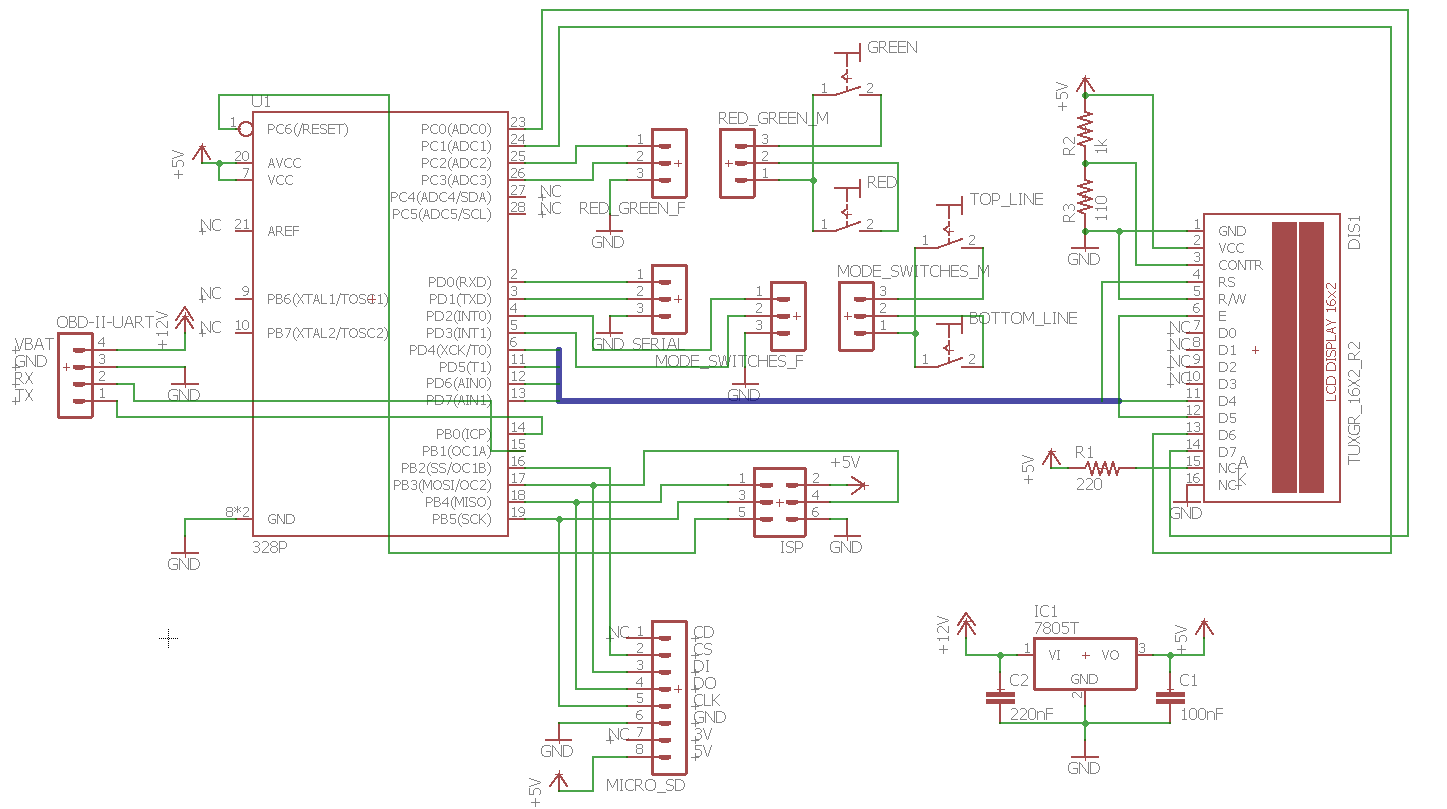 U1
1 PC6(/RESET)
20 AVCC
7 VCC
+5V
NC 21 AREF
NC 9 PB6(XTAL1/TOSC1)
NC 10 PB7(XTAL2/TOSC2)
8*2 GND
GND
328P
PC0(ADC0) 23
PC1(ADC1) 24
PC2(ADC2) 25
PC3(ADC3) 26
PC4(ADC4/SDA) 27 NC
PC5(ADC5/SCL) 28 NC
PD0(RXD) 2
PD1(TXD) 3
PD2(INT0) 4
PD3(INT1) 5
PD4(XCK/T0) 6
PD5(T1) 11
PD6(AIN0) 12
PD7(AIN1) 13
PB0(ICP) 14
PB1(OC1A) 15
PB2(SS/OC1B) 16
PB3(MOSI/OC2) 17
PB4(MISO) 18
PB5(SCK) 19
OBD-II-UART
+12V
VBAT 4
GND 3
RX 2
TX 1
GND
1
2
3
RED_GREEN_F
GND
RED_GREEN_M
3
2
1
GREEN
1 2
RED
1 2
1
2
3
GND SERIAL
1
2
3
MODE_SWITCHES_F
GND
MODE_SWITCHES_M
3
2
1
TOP_LINE
1 2
BOTTOM_LINE
1 2
+5V
R2
1K
R3
110
GND
1 GND
2 VCC
3 CONTR
4 RS
5 R/W
6 E
NC 7 D0
NC 8 D1
NC 9 D2
NC 10 D3
11 D4
12 D5
13 D6
14 D7
15 NC A
16 NC K
GND
LCD DISPLAY 16x2
DIS1
TUXGR_16X2_R2
+5V
R1
220
+5V
1 2
3 4
5 6
ISP
GND
NC 1 CD
2 CS
3 DI
4 DO
5 CLK
6 GND
NC 7 3V
8 5V
GND
+5V
MICRO_SD
IC1
7805T
+12V
1 VI VO 3
GND
2
+5V
C2
220nF
C1
100nF
GND